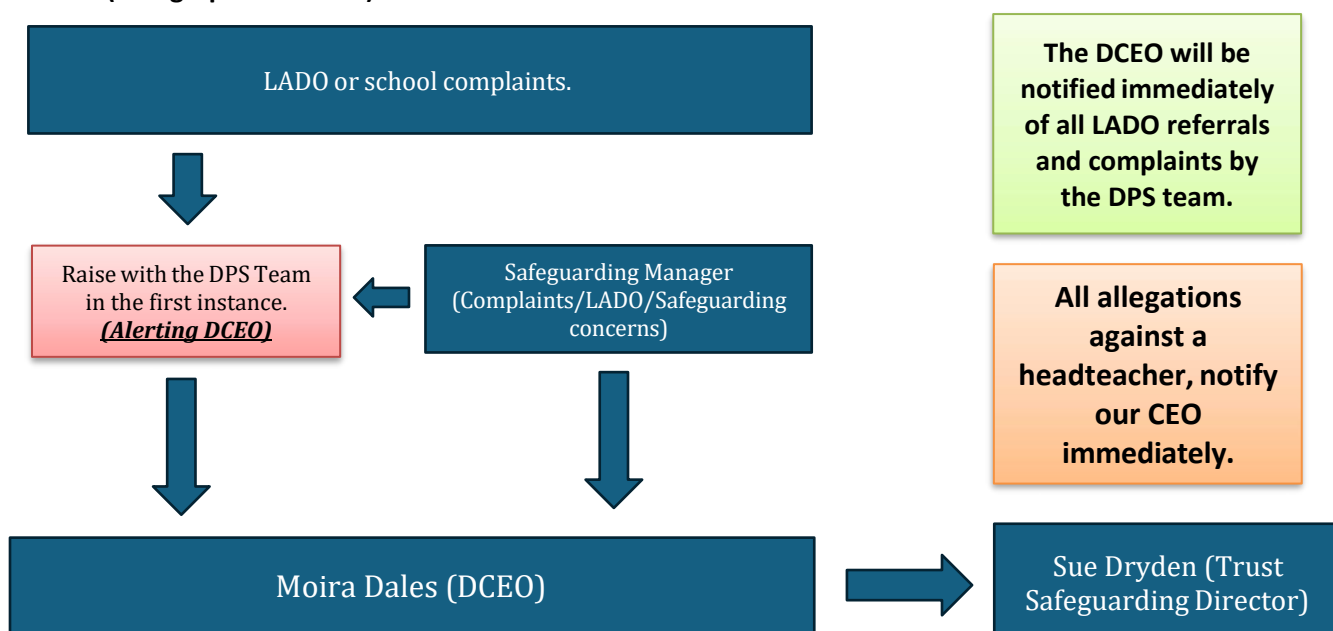 LADO or school complaints.
The DCEO will be
notified immediately
of all LADO referrals
and complaints by
the DPS team.
Raise with the DPS Team
in the first instance.
(Alerting DCEO)
Safeguarding Manager
(Complaints/LADO/Safeguarding
concerns)
All allegations
against a
headteacher, notify
our CEO
immediately.
Moira Dales (DCEO)
Sue Dryden (Trust
Safeguarding Director)